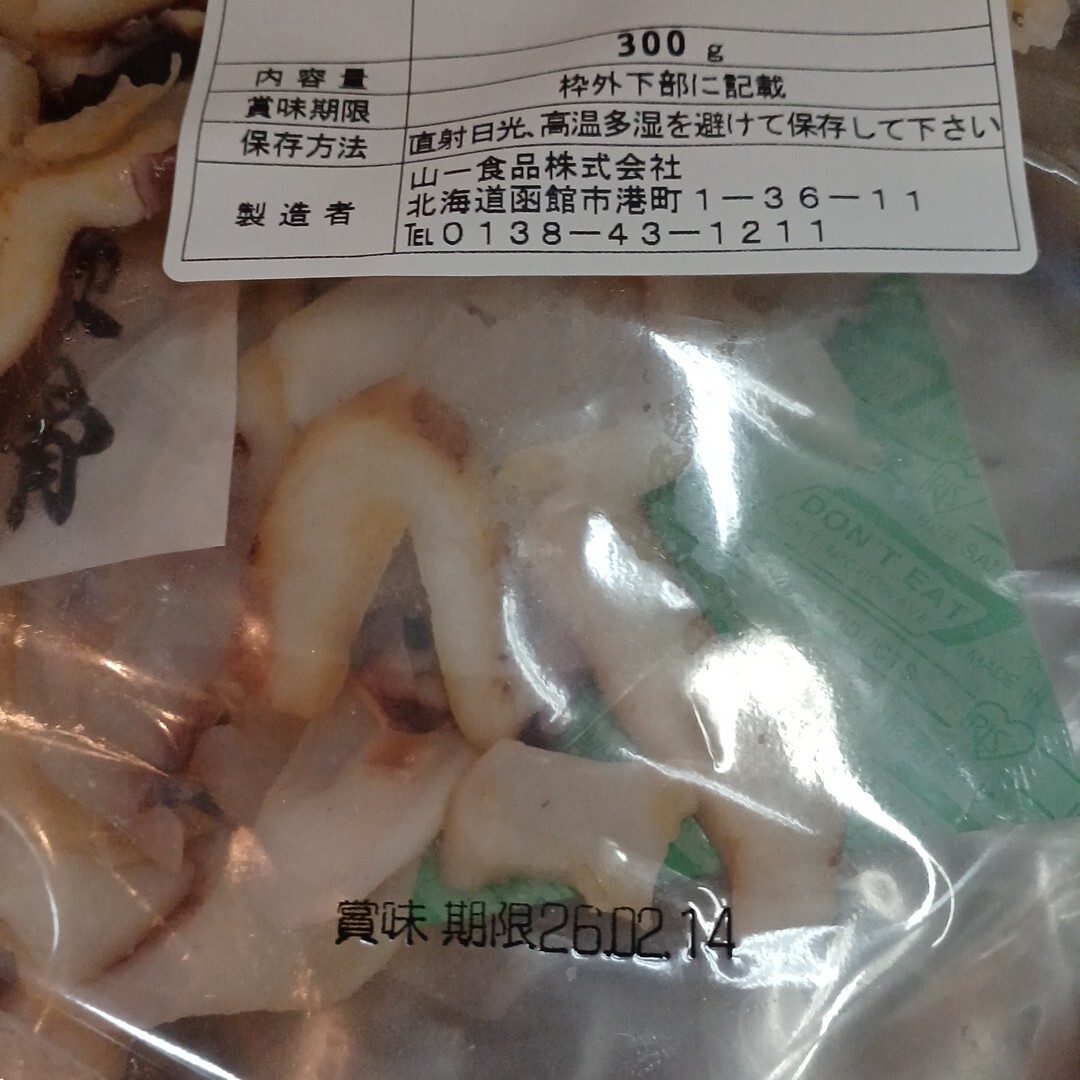 内容量 300 g
賞味期限 枠外下部に記載
保存方法 直射日光、高温多湿を避けて保存して下さい
製造者 山一食品株式会社
北海道函館市港町1－36－11
℡0138－43－1211
DON'T EAT
賞味期限26.02.14